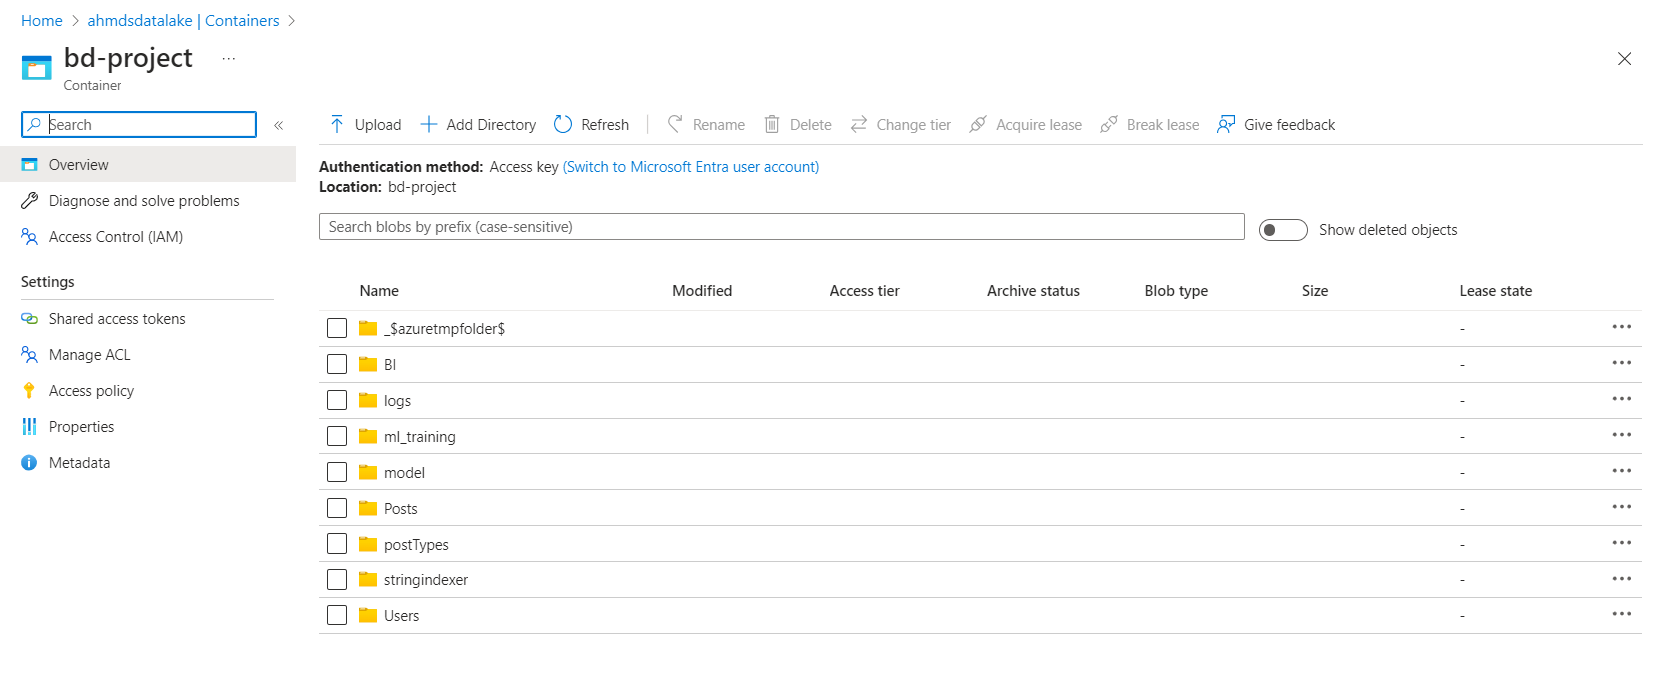 Home > ahmdsdatalake | Containers >
bd-project ...
Container
Search «
Overview
Diagnose and solve problems
Access Control (IAM)
Settings
Shared access tokens
Manage ACL
Access policy
Properties
Metadata
Upload Add Directory Refresh Rename Delete Change tier Acquire lease Break lease Give feedback
Authentication method: Access key (Switch to Microsoft Entra user account)
Location: bd-project
Search blobs by prefix (case-sensitive) Show deleted objects
Name Modified Access tier Archive status Blob type Size Lease state
_$azuretmpfolder$ - ...
BI - ...
logs - ...
ml_training - ...
model - ...
Posts - ...
postTypes - ...
stringindexer - ...
Users - ...